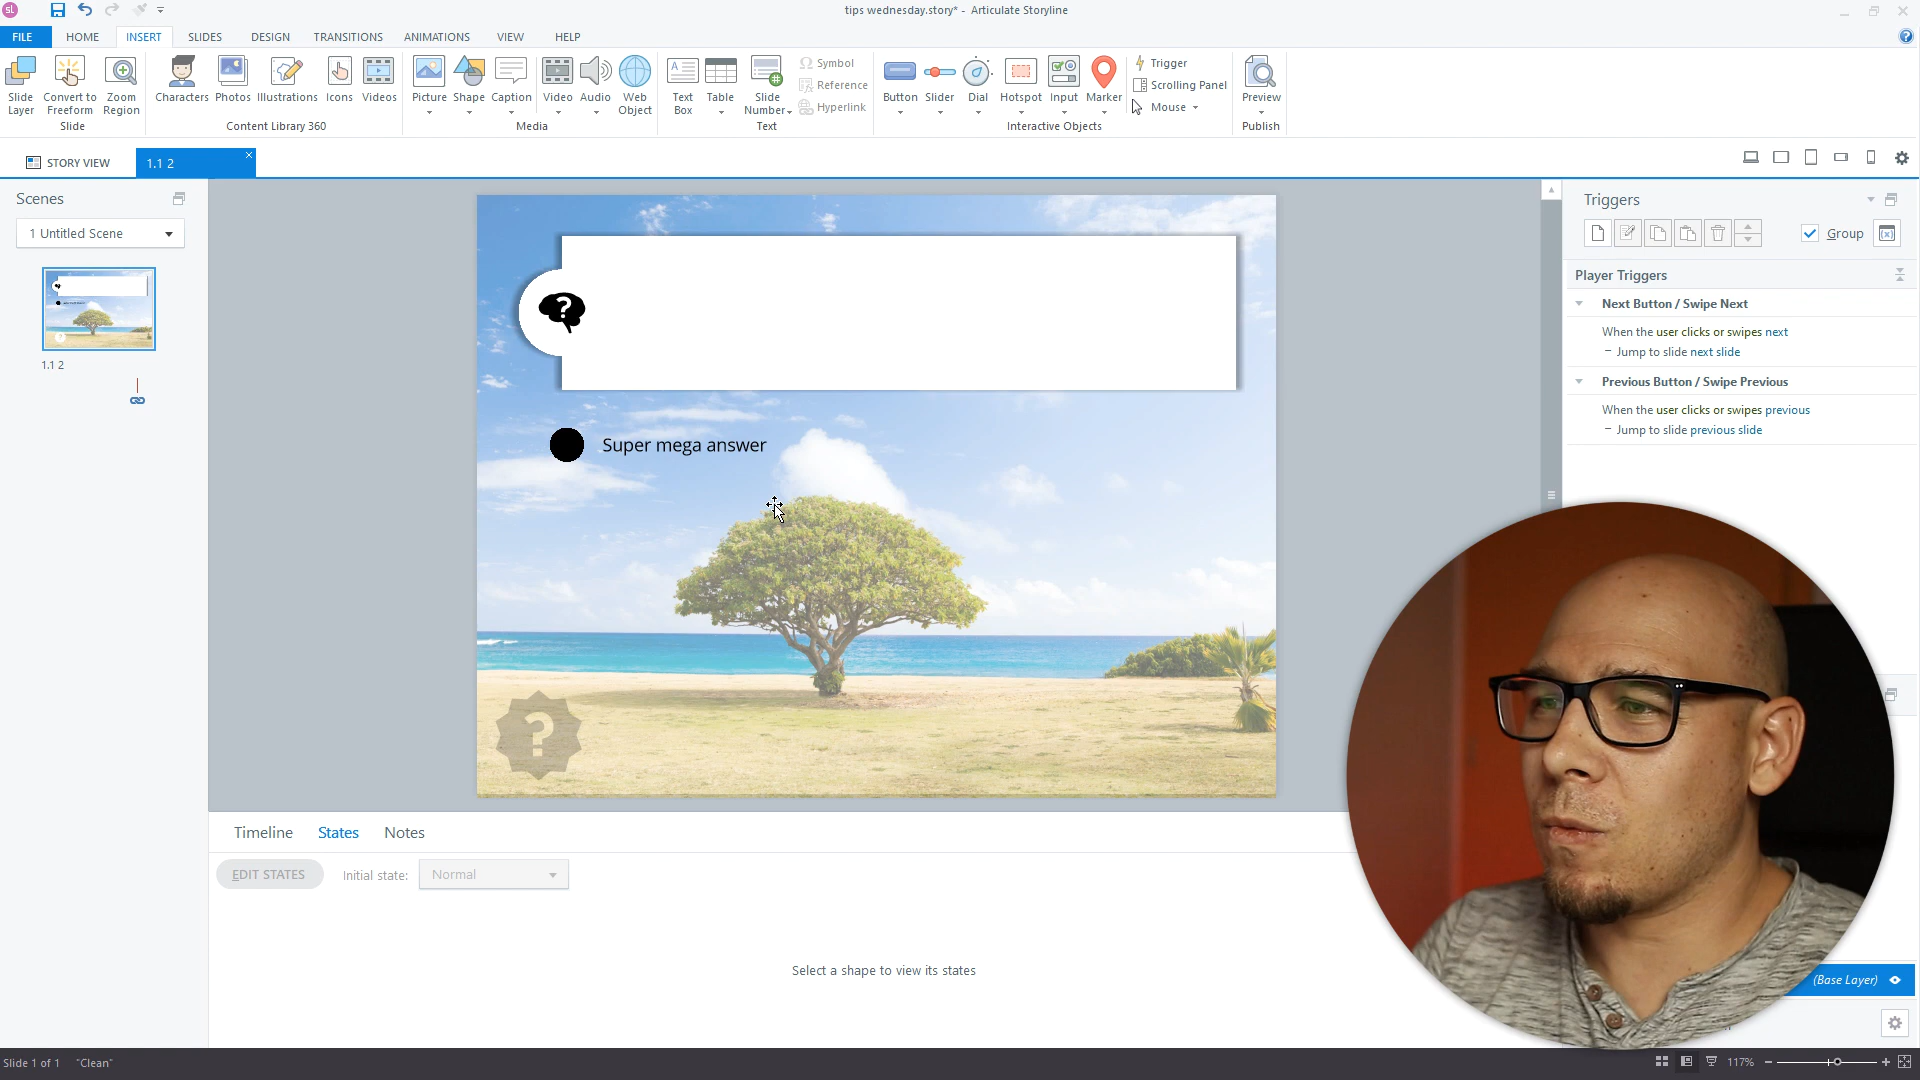 sl
tips wednesday.story* - Articulate Storyline
FILE HOME INSERT SLIDES DESIGN TRANSITIONS ANIMATIONS VIEW HELP
Slide Layer
Convert to Freeform
Zoom Region
Slide
Characters
Photos
Illustrations
Icons
Videos
Content Library 360
Picture
Shape
Caption
Video
Audio
Web Object
Media
Text Box
Table
Slide Number
Symbol
Reference
Hyperlink
Text
Button
Slider
Dial
Hotspot
Input
Marker
Trigger
Scrolling Panel
Mouse
Interactive Objects
Preview
Publish
STORY VIEW
1.1 2
Scenes
1 Untitled Scene
1.1 2
?
Super mega answer
?
Triggers
Group
Player Triggers
Next Button / Swipe Next
When the user clicks or swipes next
- Jump to slide next slide
Previous Button / Swipe Previous
When the user clicks or swipes previous
- Jump to slide previous slide
Timeline States Notes
EDIT STATES Initial state: Normal
Select a shape to view its states
(Base Layer)
Slide 1 of 1 "Clean"
117%